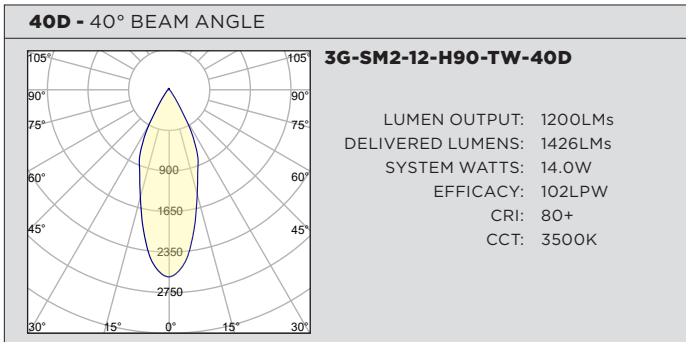 40D - 40° BEAM ANGLE
3G-SM2-12-H90-TW-40D
LUMEN OUTPUT: 1200LMs
DELIVERED LUMENS: 1426LMs
SYSTEM WATTS: 14.0W
EFFICACY: 102LPW
CRI: 80+
CCT: 3500K
105° 105°
90° 90°
75° 75°
900
60° 60°
1650
45° 45°
2350
2750
30° 15° 0° 15° 30°